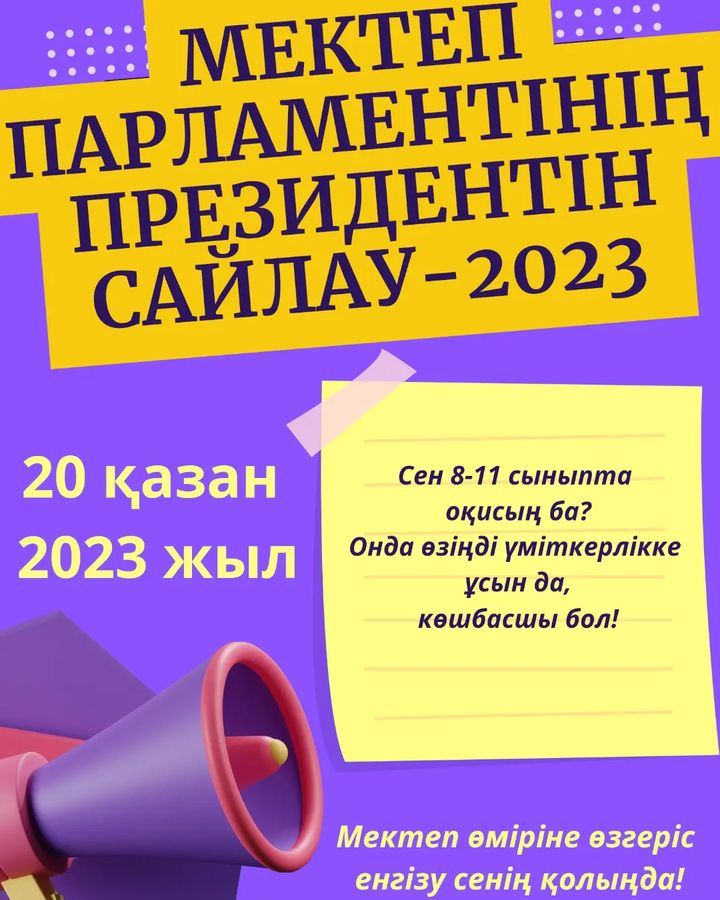 МЕКТЕП
ПАРЛАМЕНТІНІҢ
ПРЕЗИДЕНТІН
САЙЛАУ-2023
20 қазан
2023 жыл
Сен 8-11 сыныпта
оқисың ба?
Онда өзіңді үміткерлікке
ұсын да,
көшбасшы бол!
Мектеп өміріне өзгеріс
енгізу сенің қолыңда!